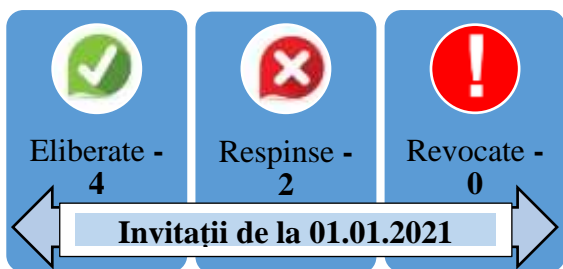 Eliberate - 
4
Respinse - 
2
Revocate - 
0
Invitații de la 01.01.2021